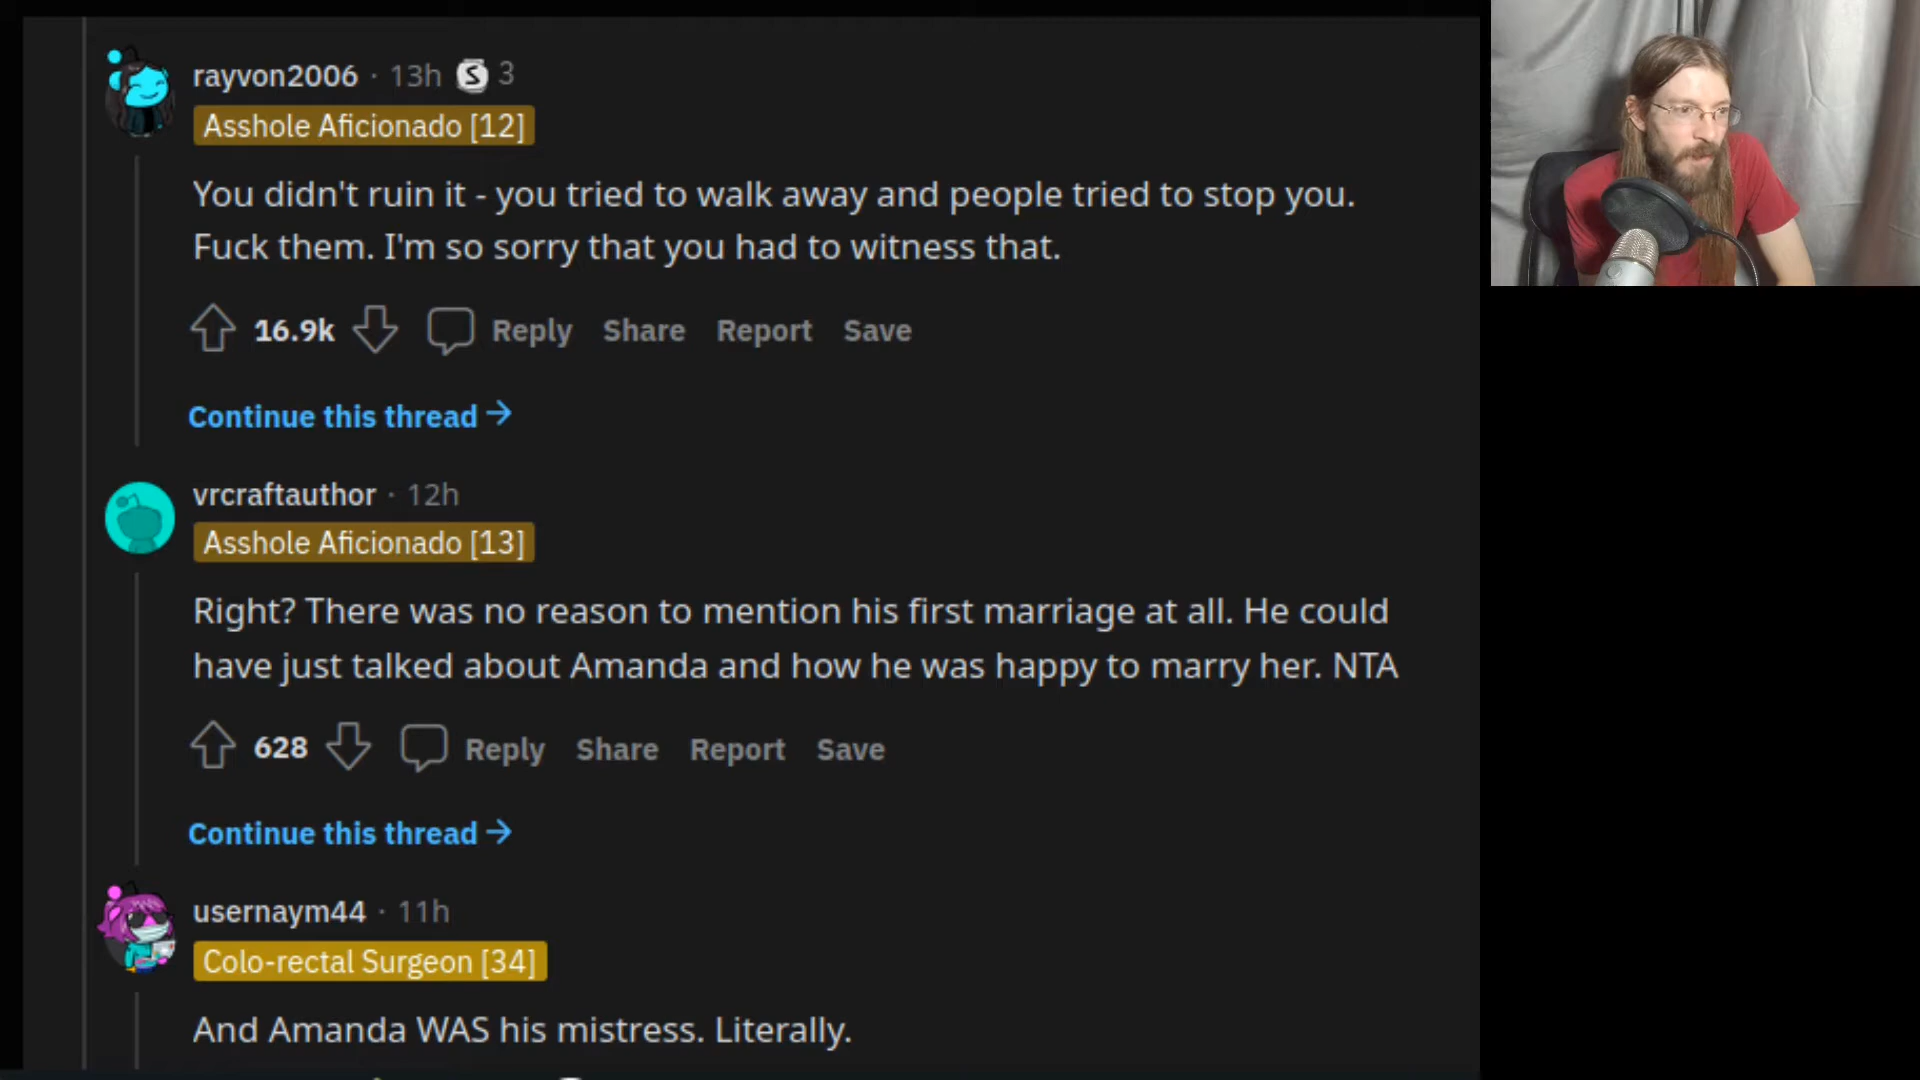 rayvon2006 · 13h S 3
Asshole Aficionado [12]
You didn't ruin it - you tried to walk away and people tried to stop you.
Fuck them. I'm so sorry that you had to witness that.
16.9k Reply Share Report Save
Continue this thread →
vrcraftauthor · 12h
Asshole Aficionado [13]
Right? There was no reason to mention his first marriage at all. He could
have just talked about Amanda and how he was happy to marry her. NTA
628 Reply Share Report Save
Continue this thread →
usernaym44 · 11h
Colo-rectal Surgeon [34]
And Amanda WAS his mistress. Literally.